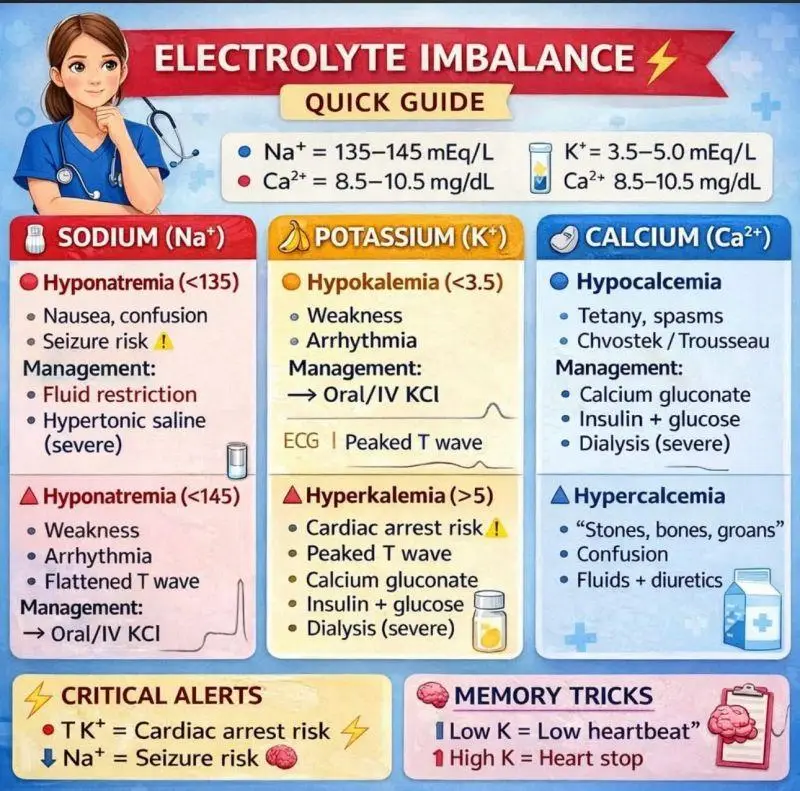 ELECTROLYTE IMBALANCE
QUICK GUIDE
Na⁺ = 135–145 mEq/L
Ca²⁺ = 8.5–10.5 mg/dL
K⁺ = 3.5–5.0 mEq/L
Ca²⁺ 8.5–10.5 mg/dL
SODIUM (Na⁺)
Hyponatremia (<135)
• Nausea, confusion
• Seizure risk ⚠
Management:
• Fluid restriction
• Hypertonic saline
(severe)
Hyponatremia (<145)
• Weakness
• Arrhythmia
• Flattened T wave
Management:
→ Oral/IV KCl
POTASSIUM (K⁺)
Hypokalemia (<3.5)
• Weakness
• Arrhythmia
Management:
→ Oral/IV KCl
ECG | Peaked T wave
Hyperkalemia (>5)
• Cardiac arrest risk ⚠
• Peaked T wave
• Calcium gluconate
• Insulin + glucose
• Dialysis (severe)
CALCIUM (Ca²⁺)
Hypocalcemia
• Tetany, spasms
• Chvostek / Trousseau
Management:
• Calcium gluconate
• Insulin + glucose
• Dialysis (severe)
Hypercalcemia
• “Stones, bones, groans”
• Confusion
• Fluids + diuretics
CRITICAL ALERTS
• T K⁺ = Cardiac arrest risk
⬇ Na⁺ = Seizure risk
MEMORY TRICKS
Low K = Low heartbeat”
High K = Heart stop